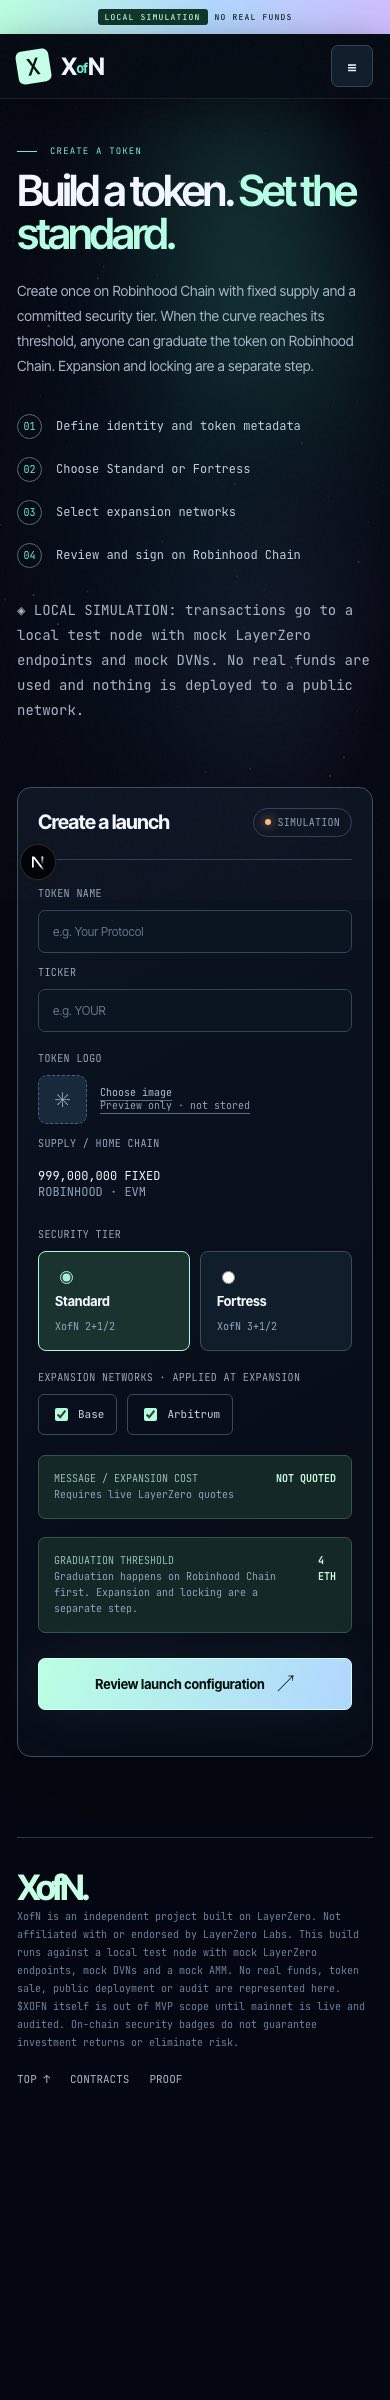 LOCAL SIMULATION NO REAL FUNDS
X XofN
≡
CREATE A TOKEN
Build a token. Set the
standard.
Create once on Robinhood Chain with fixed supply and a
committed security tier. When the curve reaches its
threshold, anyone can graduate the token on Robinhood
Chain. Expansion and locking are a separate step.
01 Define identity and token metadata
02 Choose Standard or Fortress
03 Select expansion networks
04 Review and sign on Robinhood Chain
◈ LOCAL SIMULATION: transactions go to a
local test node with mock LayerZero
endpoints and mock DVNs. No real funds are
used and nothing is deployed to a public
network.
Create a launch
SIMULATION
N
TOKEN NAME
e.g. Your Protocol
TICKER
e.g. YOUR
TOKEN LOGO
Choose image
Preview only · not stored
SUPPLY / HOME CHAIN
999,000,000 FIXED
ROBINHOOD · EVM
SECURITY TIER
Standard
XofN 2+1/2
Fortress
XofN 3+1/2
EXPANSION NETWORKS · APPLIED AT EXPANSION
Base
Arbitrum
MESSAGE / EXPANSION COST NOT QUOTED
Requires live LayerZero quotes
GRADUATION THRESHOLD 4
Graduation happens on Robinhood Chain ETH
first. Expansion and locking are a
separate step.
Review launch configuration ↗
XofN.
XofN is an independent project built on LayerZero. Not
affiliated with or endorsed by LayerZero Labs. This build
runs against a local test node with mock LayerZero
endpoints, mock DVNs and a mock AMM. No real funds, token
sale, public deployment or audit are represented here.
$XOFN itself is out of MVP scope until mainnet is live and
audited. On-chain security badges do not guarantee
investment returns or eliminate risk.
TOP ↑ CONTRACTS PROOF